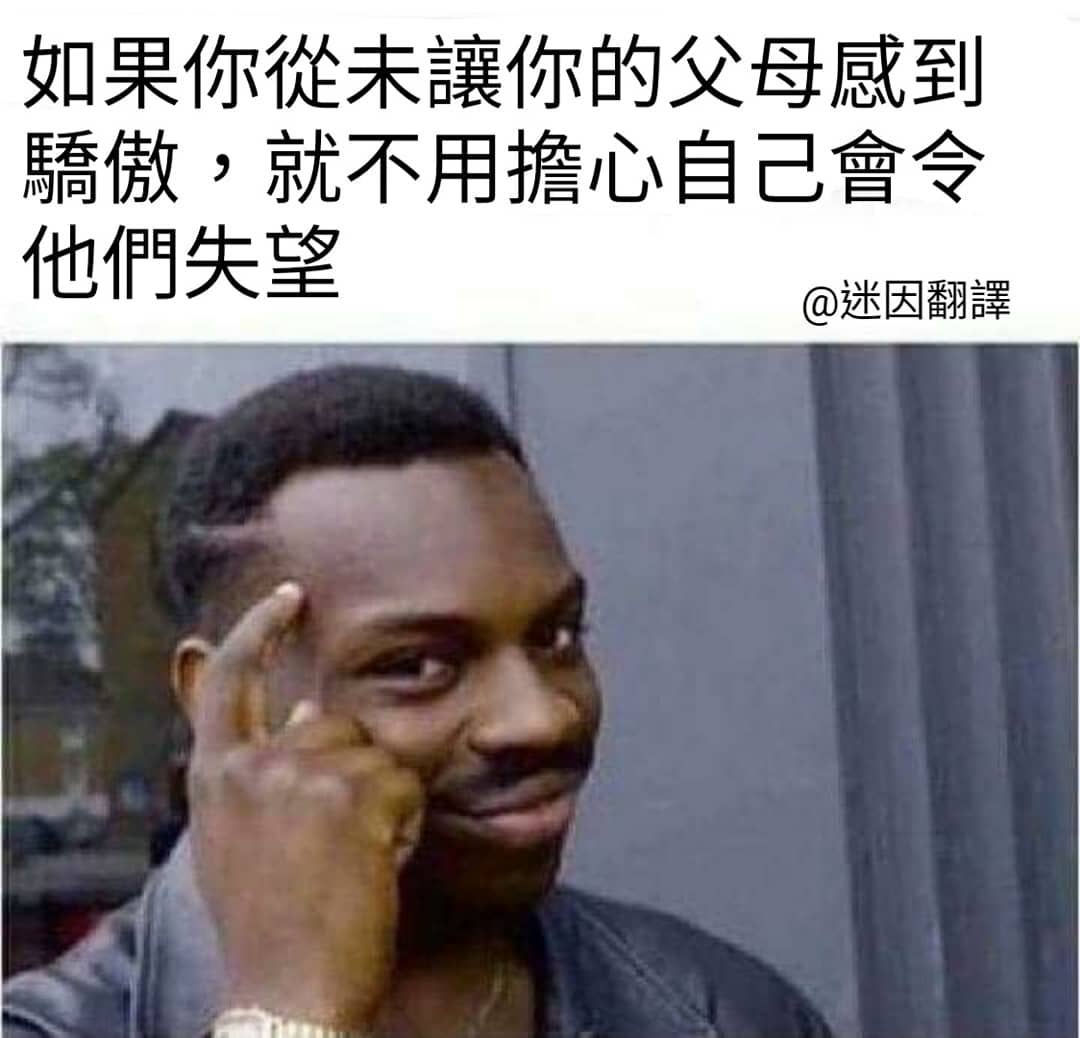 如果你從未讓你的父母感到
驕傲，就不用擔心自己會令
他們失望
@迷因翻譯